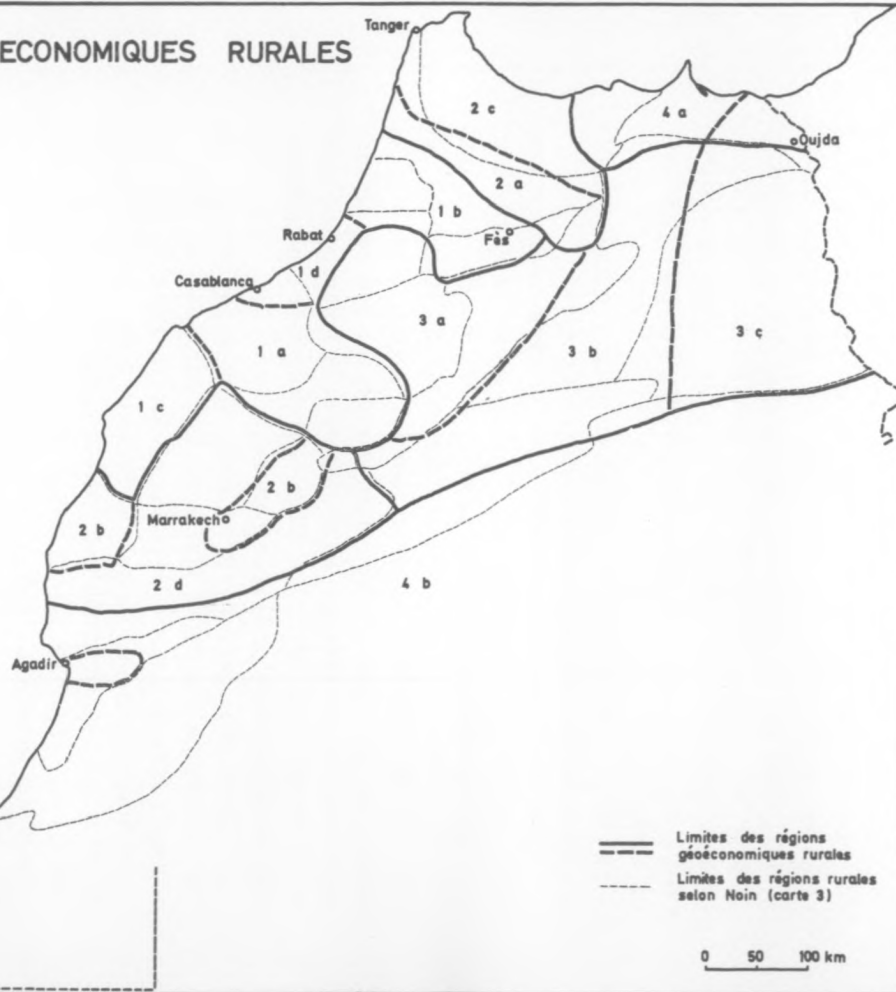 ECONOMIQUES RURALES
Tanger
2 c
4 a
Oujda
2 a
1 b
Rabat
Fès
1 d
Casablanca
3 a
1 a
3 b
3 c
1 c
2 b
2 b
Marrakech
2 d
4 b
Agadir
Limites des régions
géoéconomiques rurales
Limites des régions rurales
selon Noin (carte 3)
0 50 100 km